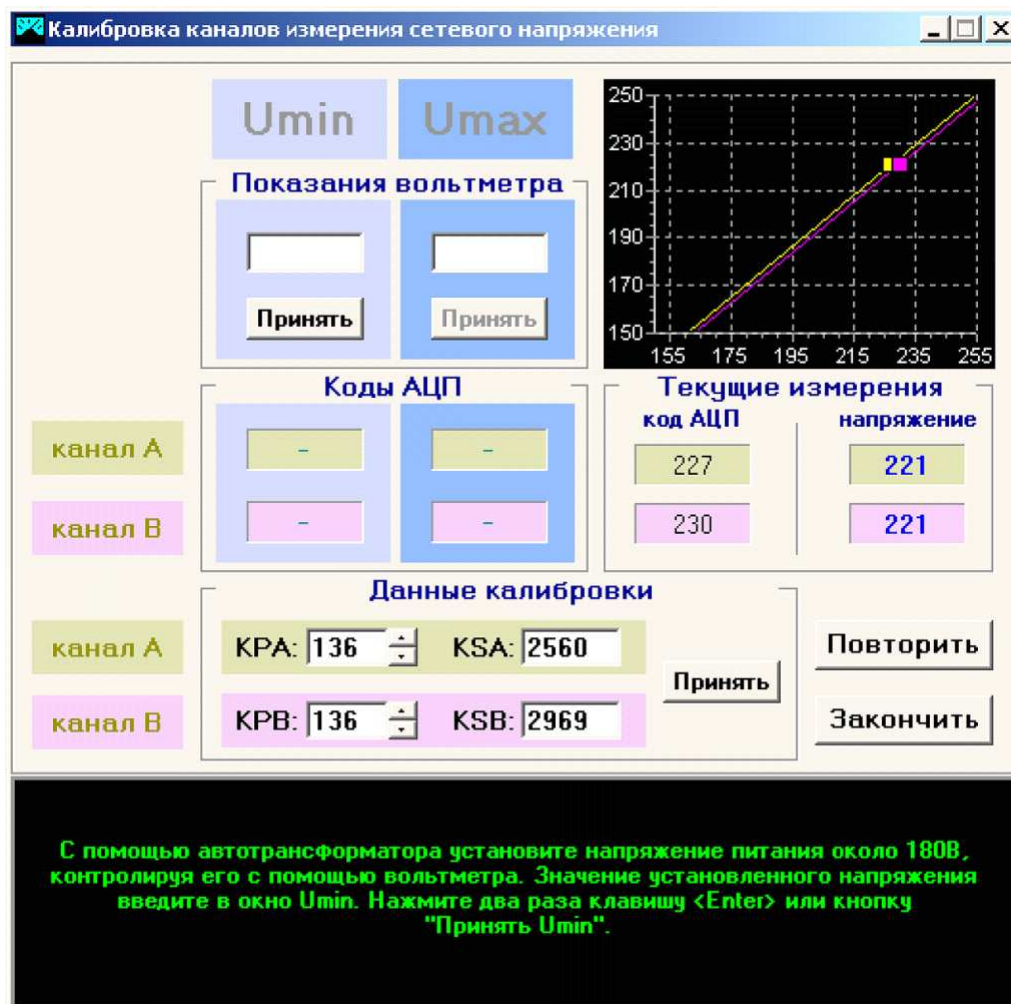 Калибровка каналов измерения сетевого напряжения
Umin Umax
Показания вольтметра
Принять Принять
250
230
210
190
170
150
155 175 195 215 235 255
Коды АЦП
канал A - -
канал B - -
Текущие измерения
код АЦП напряжение
227 221
230 221
Данные калибровки
канал A KPA: 136 KSA: 2560
канал B KPB: 136 KSB: 2969
Принять
Повторить
Закончить
С помощью автотрансформатора установите напряжение питания около 180В,
контролируя его с помощью вольтметра. Значение установленного напряжения
введите в окно Umin. Нажмите два раза клавишу <Enter> или кнопку
"Принять Umin".